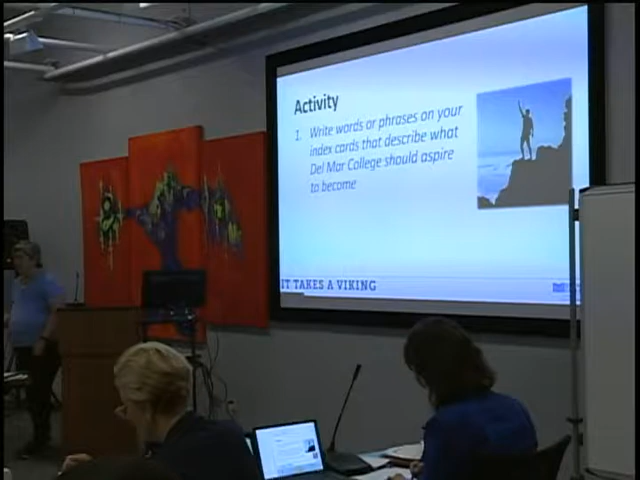 Activity
1. Write words or phrases on your
index cards that describe what
Del Mar College should aspire
to become
IT TAKES A VIKING